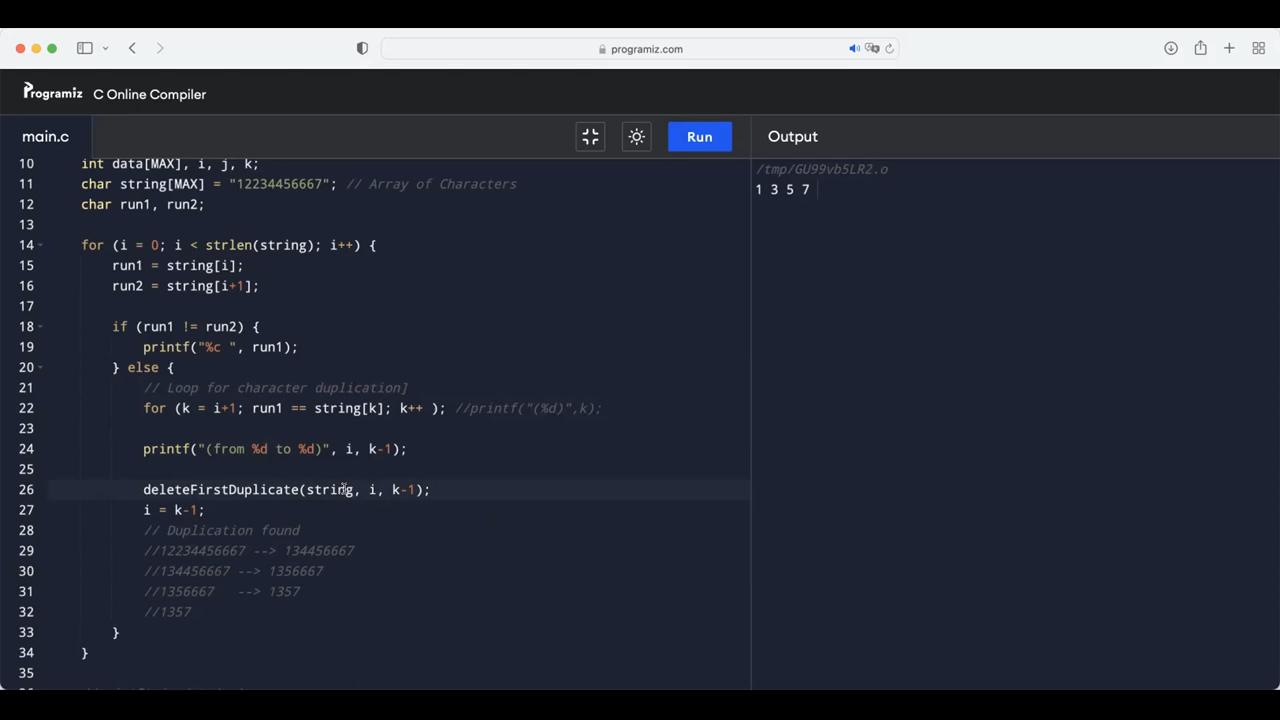 programiz.com
Programiz C Online Compiler
main.c
Run
Output
10 int data[MAX], i, j, k;
11 char string[MAX] = "12234456667"; // Array of Characters
12 char run1, run2;
13
14 for (i = 0; i < strlen(string); i++) {
15 run1 = string[i];
16 run2 = string[i+1];
17
18 if (run1 != run2) {
19 printf("%c ", run1);
20 } else {
21 // Loop for character duplication]
22 for (k = i+1; run1 == string[k]; k++ ); //printf("(%d)",k);
23
24 printf("(from %d to %d)", i, k-1);
25
26 deleteFirstDuplicate(string, i, k-1);
27 i = k-1;
28 // Duplication found
29 //12234456667 --> 134456667
30 //134456667 --> 1356667
31 //1356667 --> 1357
32 //1357
33 }
34 }
35
/tmp/GU99vb5LR2.o
1 3 5 7